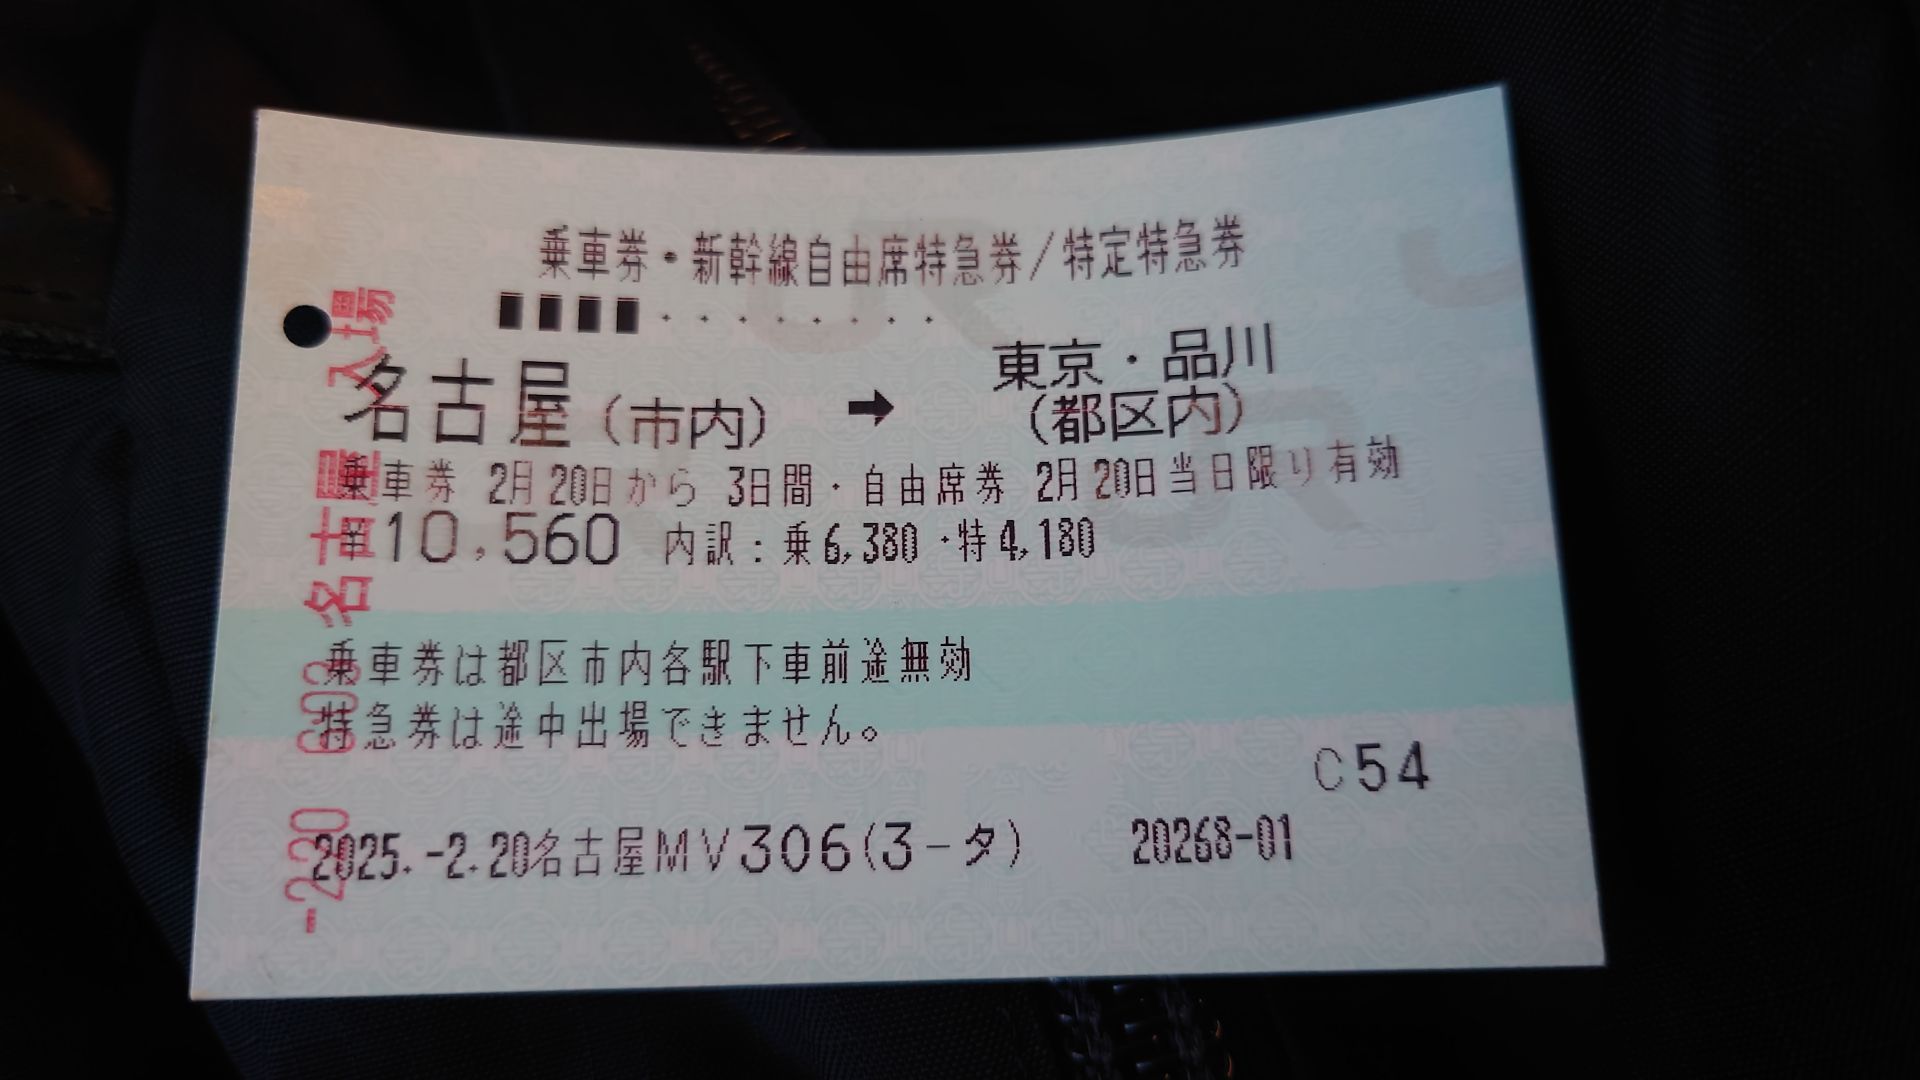 乗車券・新幹線自由席特急券/特定特急券
■■■■・・・・・・・・
名古屋(市内) ➡ 東京・品川(都区内)
乗車券 2月20日から 3日間・自由席券 2月20日当日限り有効
¥10,560 内訳:乗6,380・特4,180
乗車券は都区市内各駅下車前途無効
特急券は途中出場できません。
C54
2025.-2.20名古屋MV306(3-タ) 20268-01
-220 603 名古屋 入場
JR
JR